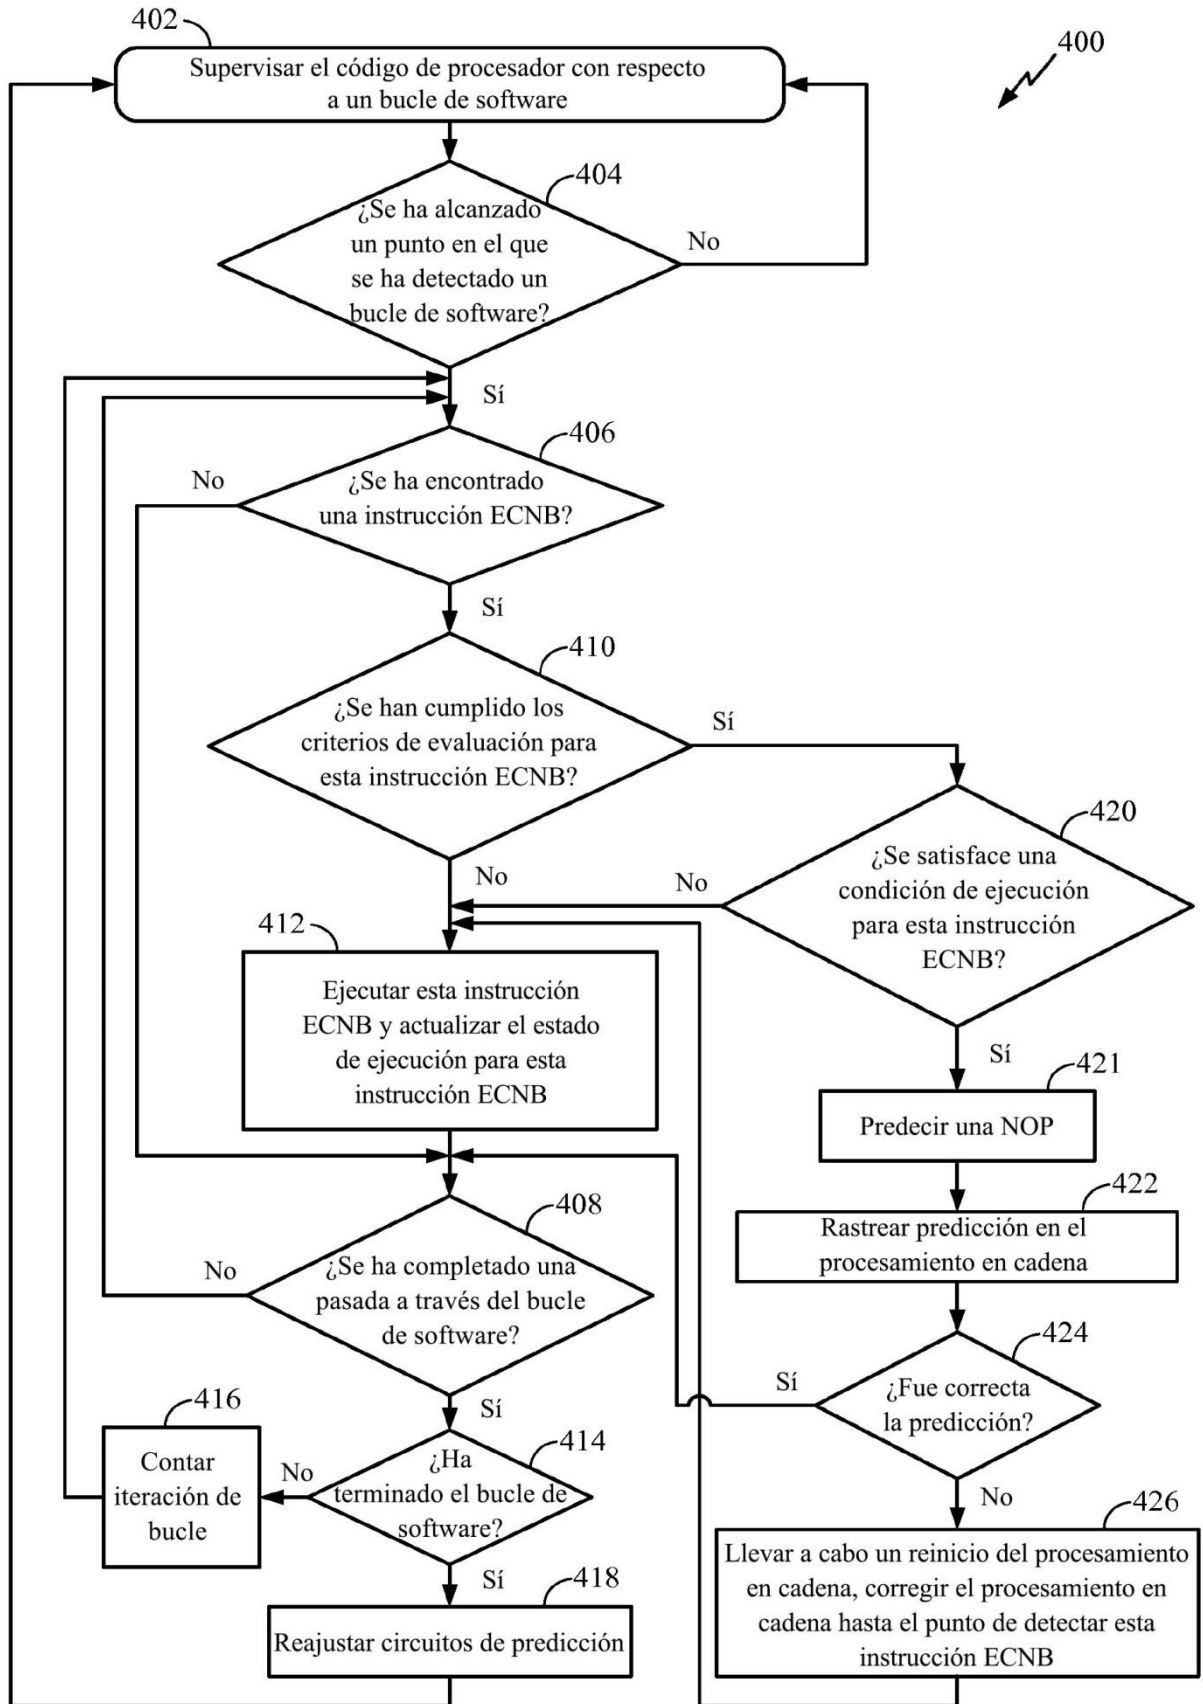 402
400
Supervisar el código de procesador con respecto
a un bucle de software
404
¿Se ha alcanzado
un punto en el que
se ha detectado un
bucle de software?
No
Sí
406
No
¿Se ha encontrado
una instrucción ECNB?
Sí
410
¿Se han cumplido los
criterios de evaluación para
esta instrucción ECNB?
Sí
No
420
¿Se satisface una
condición de ejecución
para esta instrucción
ECNB?
No
Sí
412
Ejecutar esta instrucción
ECNB y actualizar el estado
de ejecución para esta
instrucción ECNB
421
Predecir una NOP
422
Rastrear predicción en el
procesamiento en cadena
408
No
¿Se ha completado una
pasada a través del bucle
de software?
Sí
424
Sí
¿Fue correcta
la predicción?
No
416
Contar
iteración de
bucle
No
414
¿Ha
terminado el bucle de
software?
Sí
418
Reajustar circuitos de predicción
426
Llevar a cabo un reinicio del procesamiento
en cadena, corregir el procesamiento en
cadena hasta el punto de detectar esta
instrucción ECNB